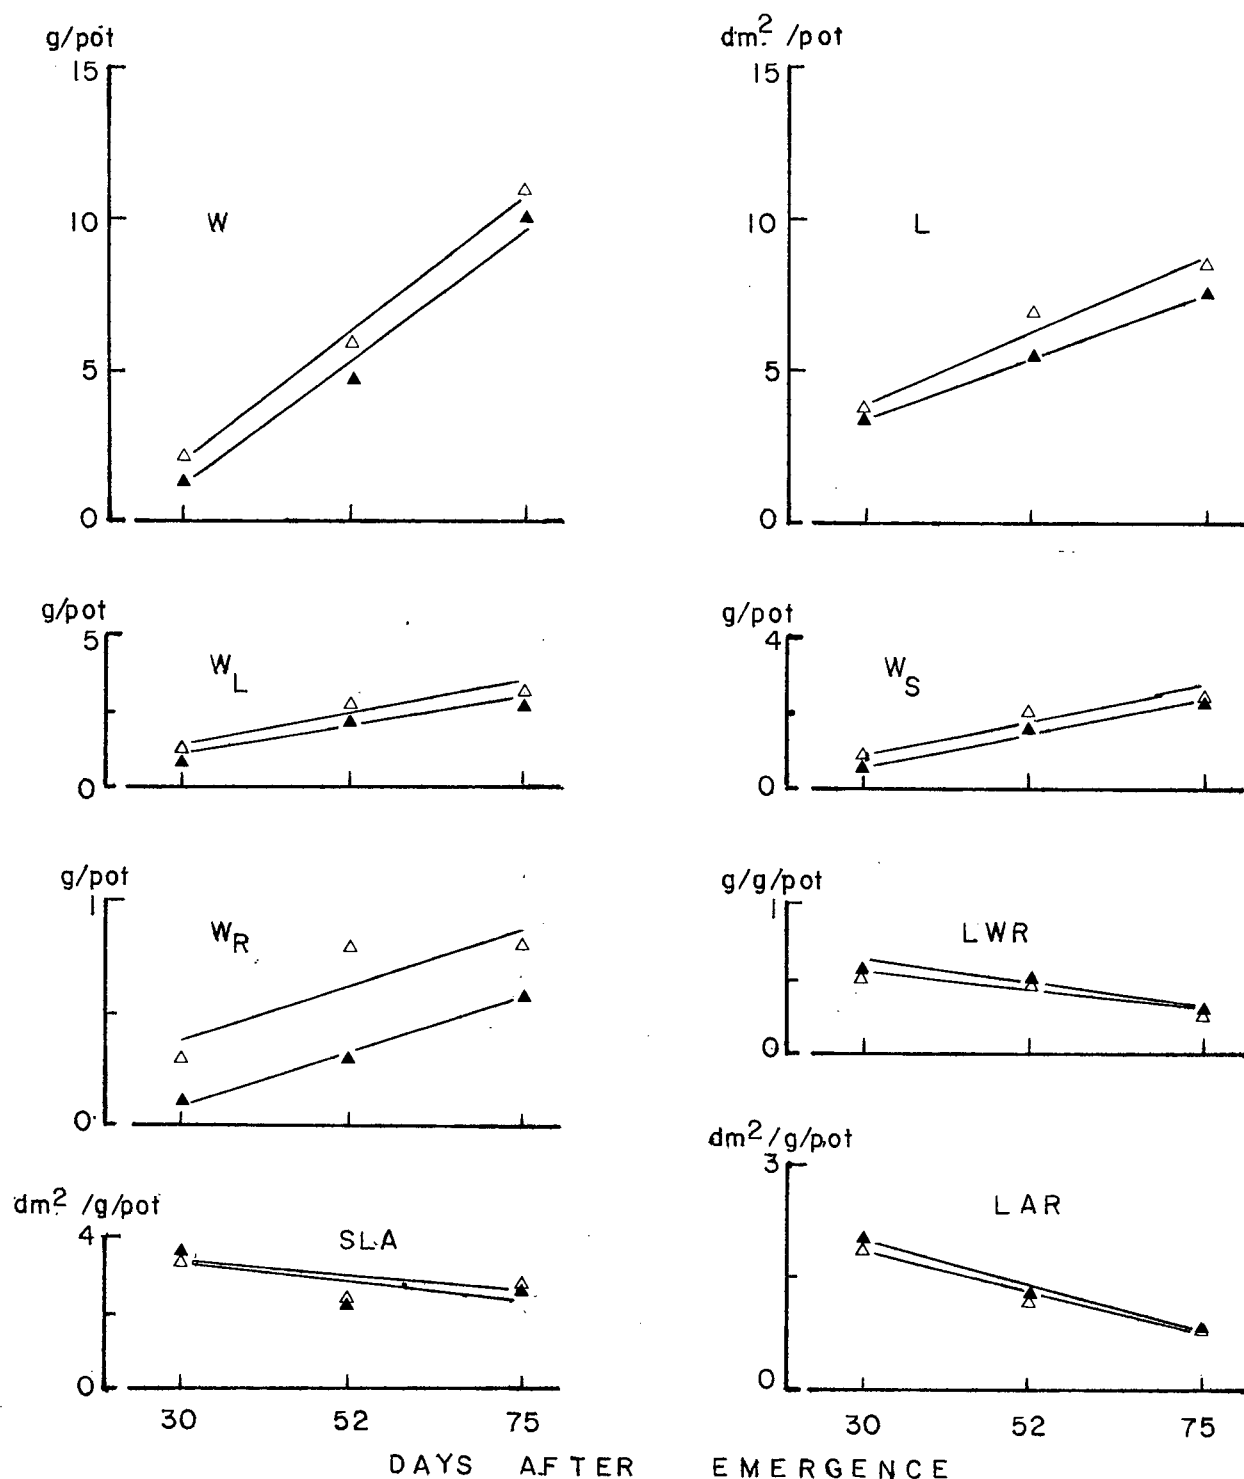 g/pot
15
10
5
0
W
dm² /pot
15
10
5
0
L
g/pot
5
0
W_L
g/pot
4
0
W_S
g/pot
1
0
W_R
g/g/pot
1
0
LWR
dm² /g/pot
4
0
SLA
30 52 75
dm²/g/pot
3
0
LAR
30 52 75
DAYS AFTER EMERGENCE